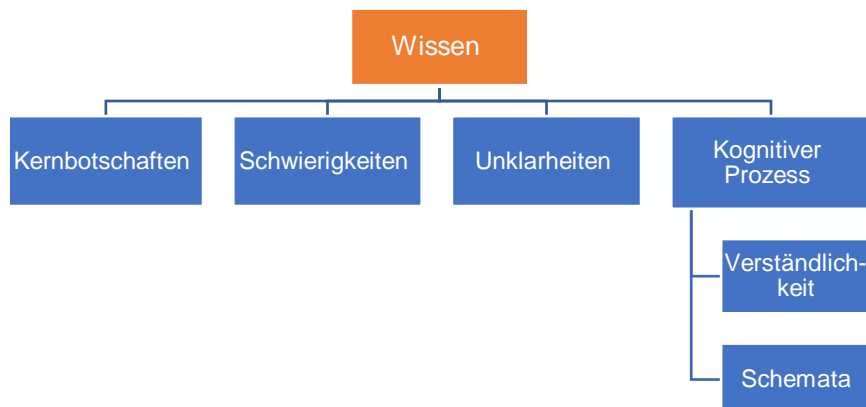 Wissen
Kernbotschaften
Schwierigkeiten
Unklarheiten
Kognitiver
Prozess
Verständlich-
keit
Schemata